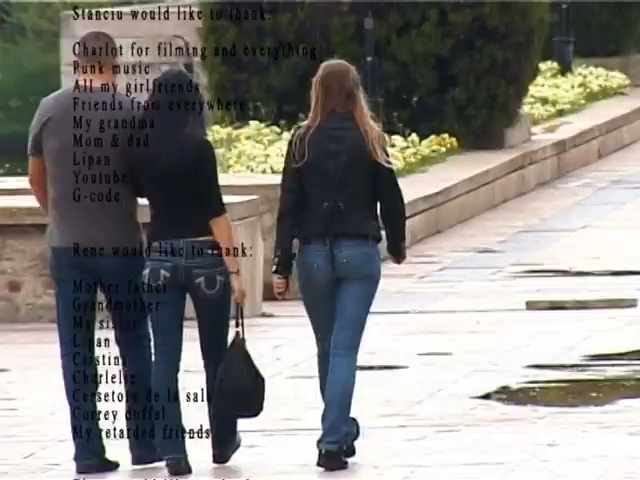 Stanciu would like to thank:
Charlot for filming and everything
Punk music
All my girlfriends
Friends from everywhere
My grandma
Mom & dad
Lipan
Youtube
G-code
Rene would like to thank:
Mother father
Grandmother
My sister
Lipan
Cristina
Charlelie
Cersetoru de la sala
Currey duffel
My retarded friends